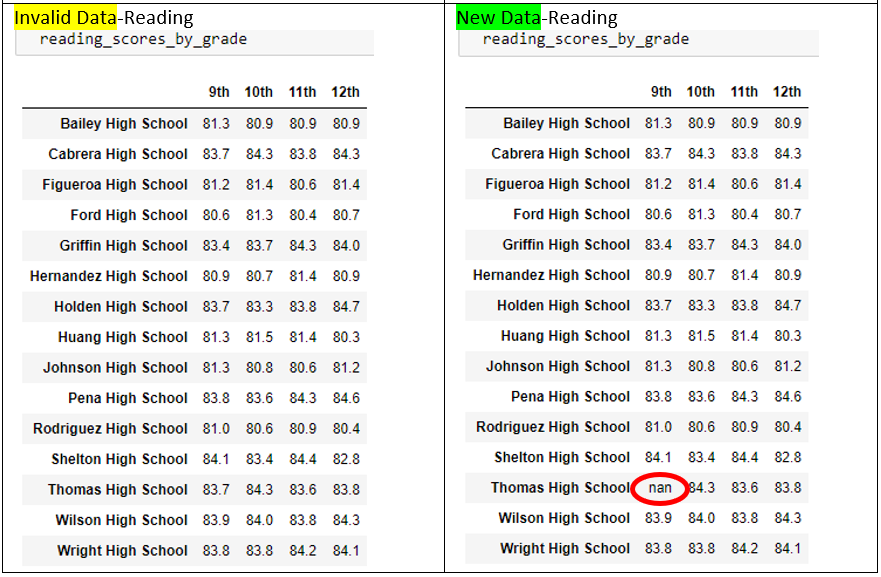 Invalid Data-Reading
reading_scores_by_grade
9th 10th 11th 12th
Bailey High School 81.3 80.9 80.9 80.9
Cabrera High School 83.7 84.3 83.8 84.3
Figueroa High School 81.2 81.4 80.6 81.4
Ford High School 80.6 81.3 80.4 80.7
Griffin High School 83.4 83.7 84.3 84.0
Hernandez High School 80.9 80.7 81.4 80.9
Holden High School 83.7 83.3 83.8 84.7
Huang High School 81.3 81.5 81.4 80.3
Johnson High School 81.3 80.8 80.6 81.2
Pena High School 83.8 83.6 84.3 84.6
Rodriguez High School 81.0 80.6 80.9 80.4
Shelton High School 84.1 83.4 84.4 82.8
Thomas High School 83.7 84.3 83.6 83.8
Wilson High School 83.9 84.0 83.8 84.3
Wright High School 83.8 83.8 84.2 84.1
New Data-Reading
reading_scores_by_grade
9th 10th 11th 12th
Bailey High School 81.3 80.9 80.9 80.9
Cabrera High School 83.7 84.3 83.8 84.3
Figueroa High School 81.2 81.4 80.6 81.4
Ford High School 80.6 81.3 80.4 80.7
Griffin High School 83.4 83.7 84.3 84.0
Hernandez High School 80.9 80.7 81.4 80.9
Holden High School 83.7 83.3 83.8 84.7
Huang High School 81.3 81.5 81.4 80.3
Johnson High School 81.3 80.8 80.6 81.2
Pena High School 83.8 83.6 84.3 84.6
Rodriguez High School 81.0 80.6 80.9 80.4
Shelton High School 84.1 83.4 84.4 82.8
Thomas High School nan 84.3 83.6 83.8
Wilson High School 83.9 84.0 83.8 84.3
Wright High School 83.8 83.8 84.2 84.1